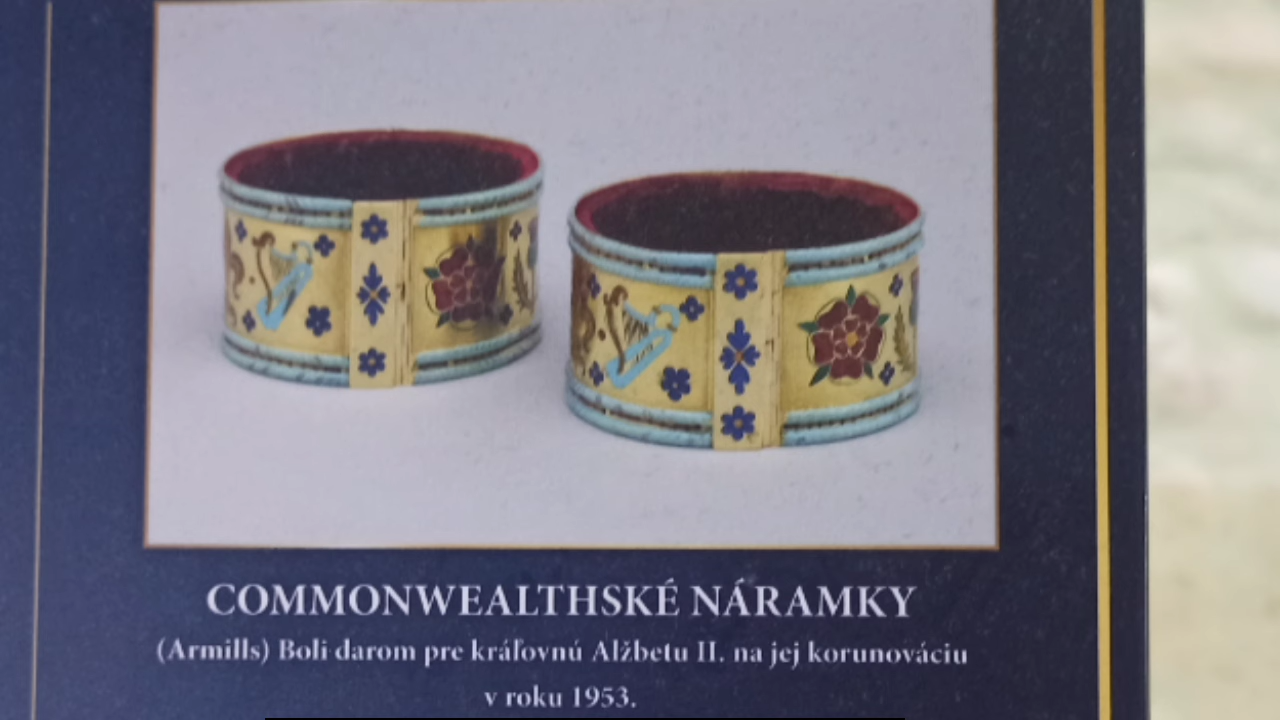 COMMONWEALTHSKÉ NÁRAMKY
(Armills) Boli darom pre kráľovnú Alžbetu II. na jej korunováciu
v roku 1953.